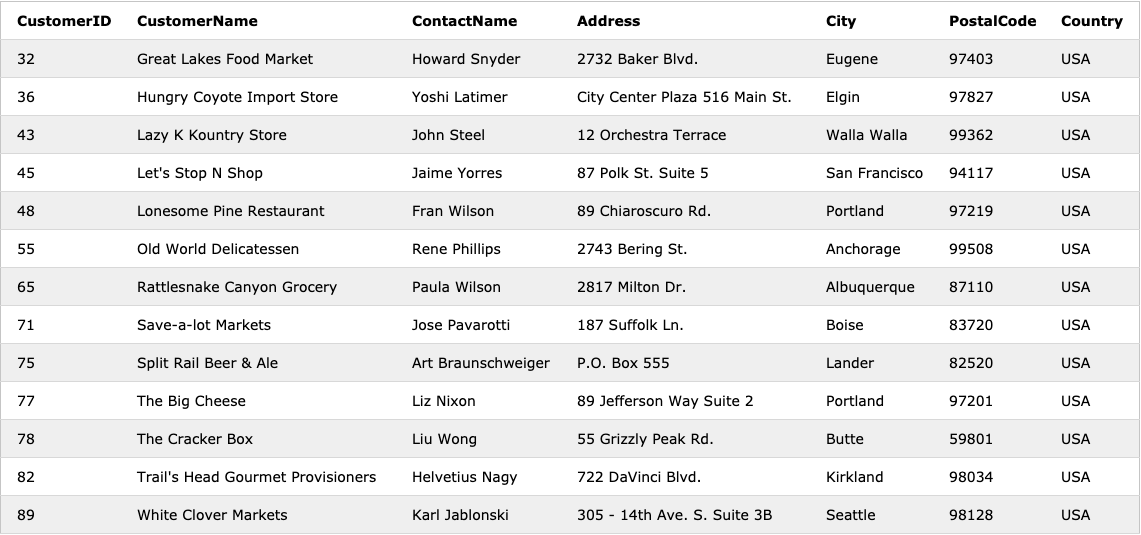 CustomerID CustomerName ContactName Address City PostalCode Country
32 Great Lakes Food Market Howard Snyder 2732 Baker Blvd. Eugene 97403 USA
36 Hungry Coyote Import Store Yoshi Latimer City Center Plaza 516 Main St. Elgin 97827 USA
43 Lazy K Kountry Store John Steel 12 Orchestra Terrace Walla Walla 99362 USA
45 Let's Stop N Shop Jaime Yorres 87 Polk St. Suite 5 San Francisco 94117 USA
48 Lonesome Pine Restaurant Fran Wilson 89 Chiaroscuro Rd. Portland 97219 USA
55 Old World Delicatessen Rene Phillips 2743 Bering St. Anchorage 99508 USA
65 Rattlesnake Canyon Grocery Paula Wilson 2817 Milton Dr. Albuquerque 87110 USA
71 Save-a-lot Markets Jose Pavarotti 187 Suffolk Ln. Boise 83720 USA
75 Split Rail Beer & Ale Art Braunschweiger P.O. Box 555 Lander 82520 USA
77 The Big Cheese Liz Nixon 89 Jefferson Way Suite 2 Portland 97201 USA
78 The Cracker Box Liu Wong 55 Grizzly Peak Rd. Butte 59801 USA
82 Trail's Head Gourmet Provisioners Helvetius Nagy 722 DaVinci Blvd. Kirkland 98034 USA
89 White Clover Markets Karl Jablonski 305 - 14th Ave. S. Suite 3B Seattle 98128 USA